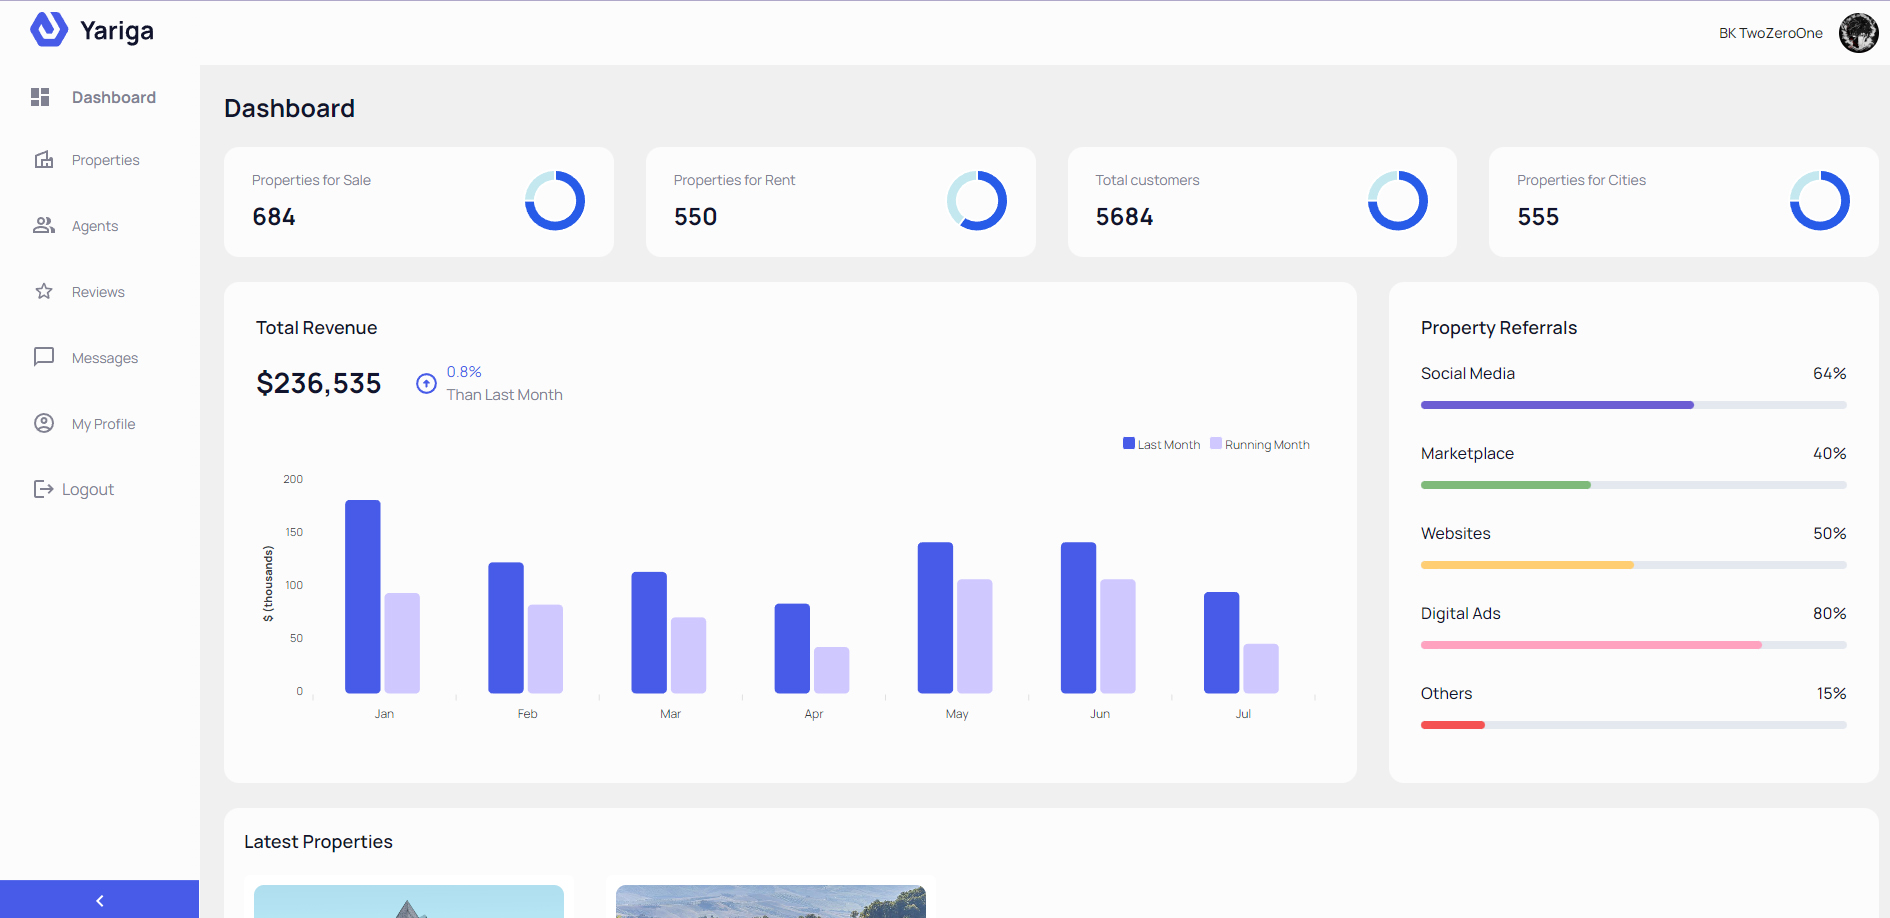 Yariga
BK TwoZeroOne
Dashboard
Properties
Agents
Reviews
Messages
My Profile
Logout
Dashboard
Properties for Sale
684
Properties for Rent
550
Total customers
5684
Properties for Cities
555
Total Revenue
$236,535
0.8%
Than Last Month
Last Month Running Month
$ (thousands)
200
150
100
50
0
Jan Feb Mar Apr May Jun Jul
Property Referrals
Social Media 64%
Marketplace 40%
Websites 50%
Digital Ads 80%
Others 15%
Latest Properties